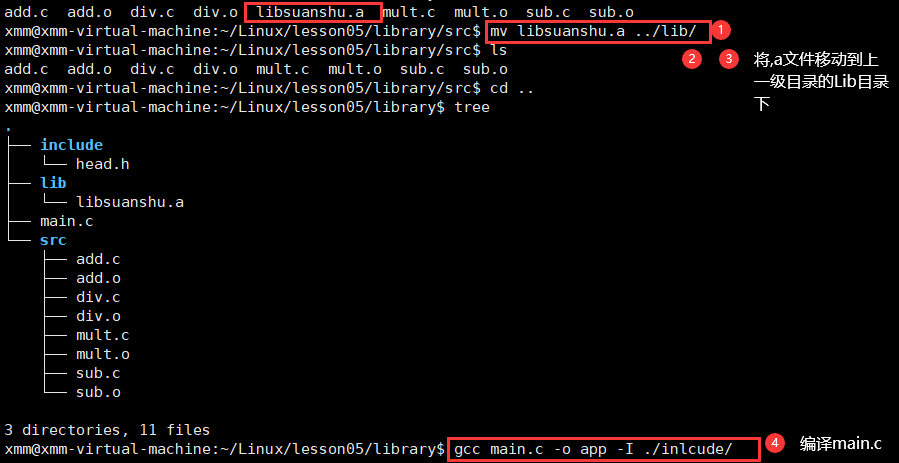 add.c  add.o  div.c  div.o  libsuanshu.a  mult.c  mult.o  sub.c  sub.o
xmm@xmm-virtual-machine:~/Linux/lesson05/library/src$ mv libsuanshu.a ../lib/ 1
xmm@xmm-virtual-machine:~/Linux/lesson05/library/src$ ls
2 3 将,a文件移动到上
一级目录的Lib目录
下
add.c  add.o  div.c  div.o  mult.c  mult.o  sub.c  sub.o
xmm@xmm-virtual-machine:~/Linux/lesson05/library/src$ cd ..
xmm@xmm-virtual-machine:~/Linux/lesson05/library$ tree
.
├── include
│   └── head.h
├── lib
│   └── libsuanshu.a
├── main.c
└── src
    ├── add.c
    ├── add.o
    ├── div.c
    ├── div.o
    ├── mult.c
    ├── mult.o
    ├── sub.c
    └── sub.o
3 directories, 11 files
xmm@xmm-virtual-machine:~/Linux/lesson05/library$ gcc main.c -o app -I ./inlcude/ 4 编译main.c